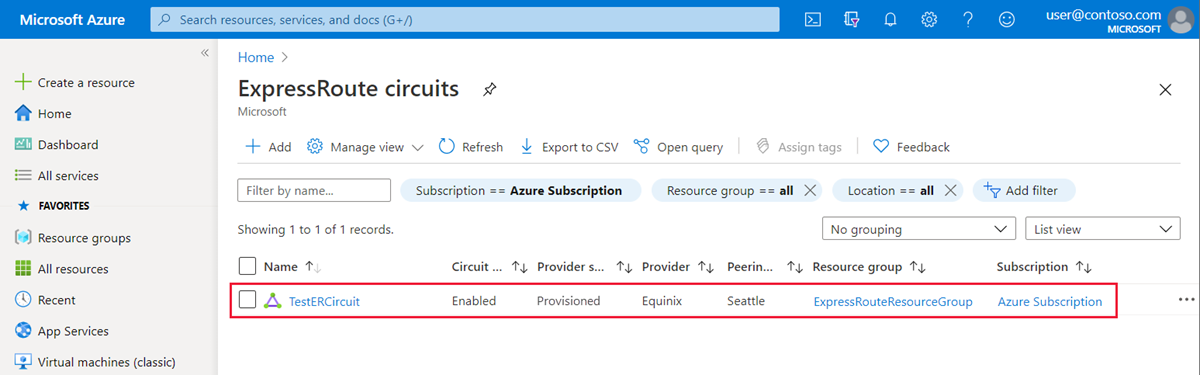 Microsoft Azure
Search resources, services, and docs (G+/)
user@contoso.com
MICROSOFT
Create a resource
Home
Dashboard
All services
FAVORITES
Resource groups
All resources
Recent
App Services
Virtual machines (classic)
Home
ExpressRoute circuits
Microsoft
Add
Manage view
Refresh
Export to CSV
Open query
Assign tags
Feedback
Filter by name...
Subscription == Azure Subscription
Resource group == all
Location == all
Add filter
Showing 1 to 1 of 1 records.
No grouping
List view
Name Circuit ... Provider s... Provider Peerin... Resource group Subscription
TestERCircuit Enabled Provisioned Equinix Seattle ExpressRouteResourceGroup Azure Subscription